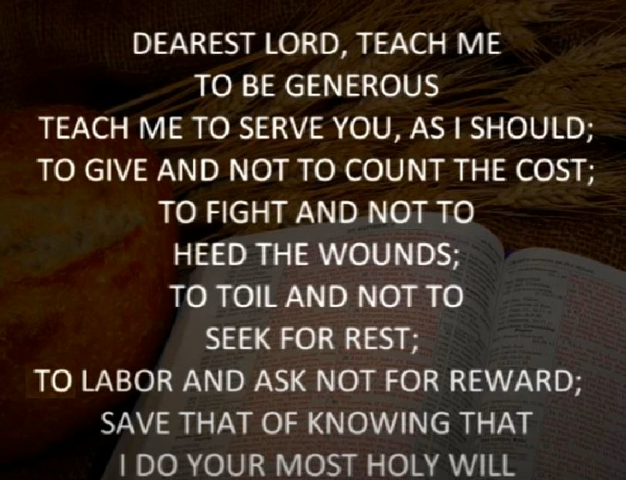 DEAREST LORD, TEACH ME
TO BE GENEROUS
TEACH ME TO SERVE YOU, AS I SHOULD;
TO GIVE AND NOT TO COUNT THE COST;
TO FIGHT AND NOT TO
HEED THE WOUNDS;
TO TOIL AND NOT TO
SEEK FOR REST;
TO LABOR AND ASK NOT FOR REWARD;
SAVE THAT OF KNOWING THAT
I DO YOUR MOST HOLY WILL